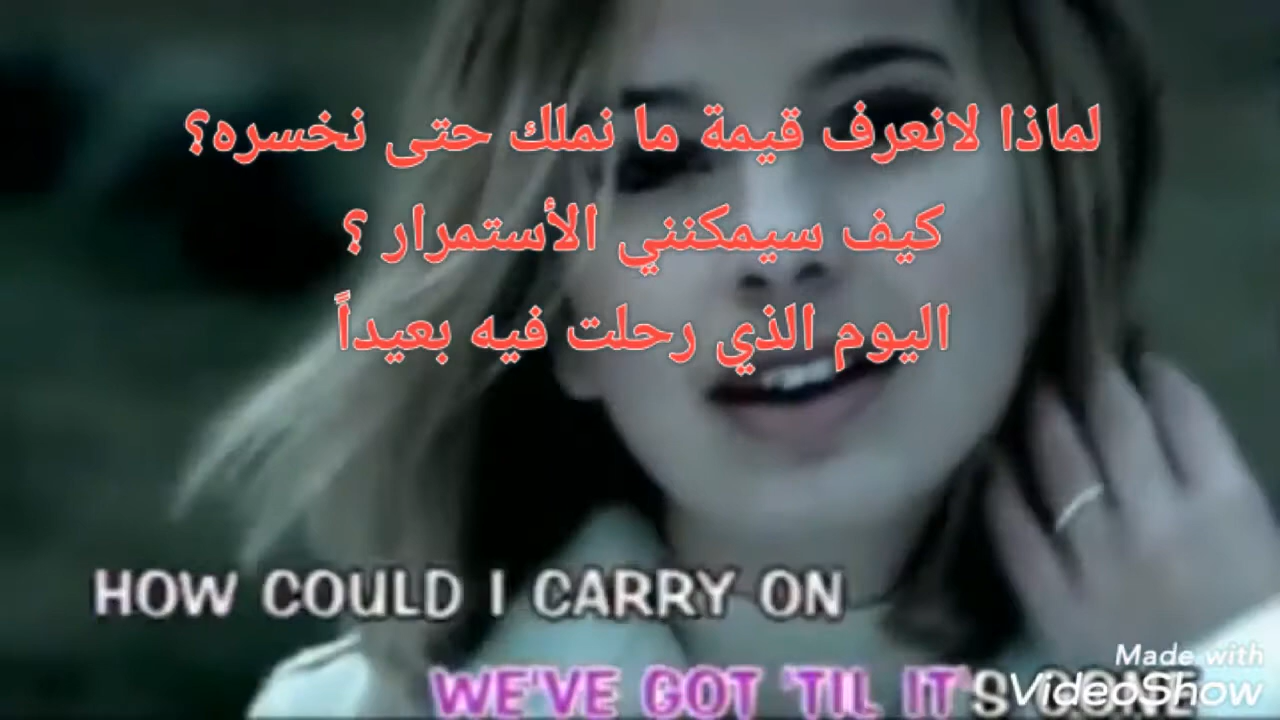 لماذا لانعرف قيمة ما نملك حتى نخسره؟
كيف سيمكنني الأستمرار ؟
اليوم الذي رحلت فيه بعيداً
HOW COULD I CARRY ON
WE'VE GOT 'TIL IT'S GONE
Made with
VideoShow